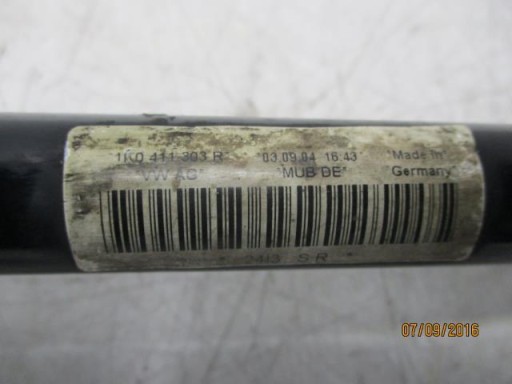 1K0 411 303 R *03.09.04 16:43* *Made in
*VW AG* *MUB DE* Germany*
S R *
07/09/2016